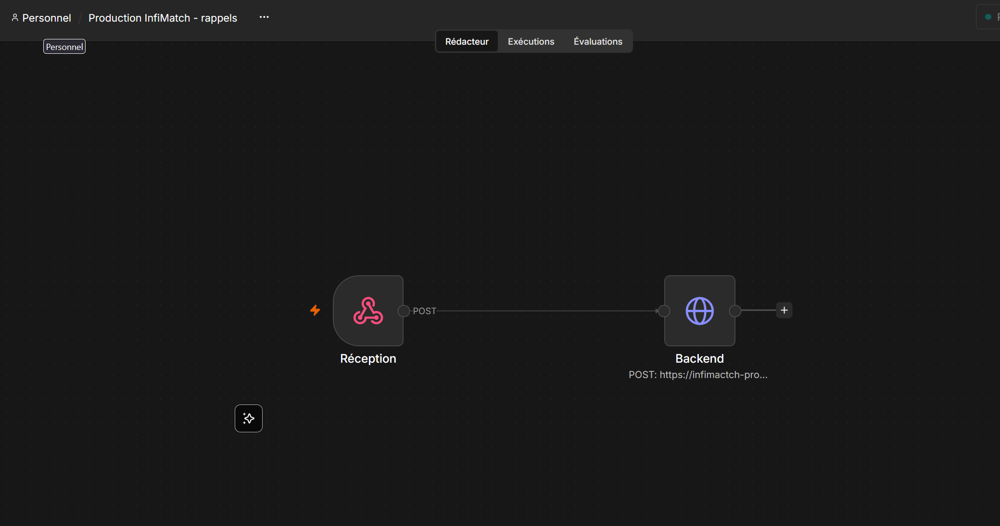 Personnel / Production InfiMatch - rappels ...
Personnel
Rédacteur Exécutions Évaluations
POST
Réception
Backend
POST: https://infimactch-pro...